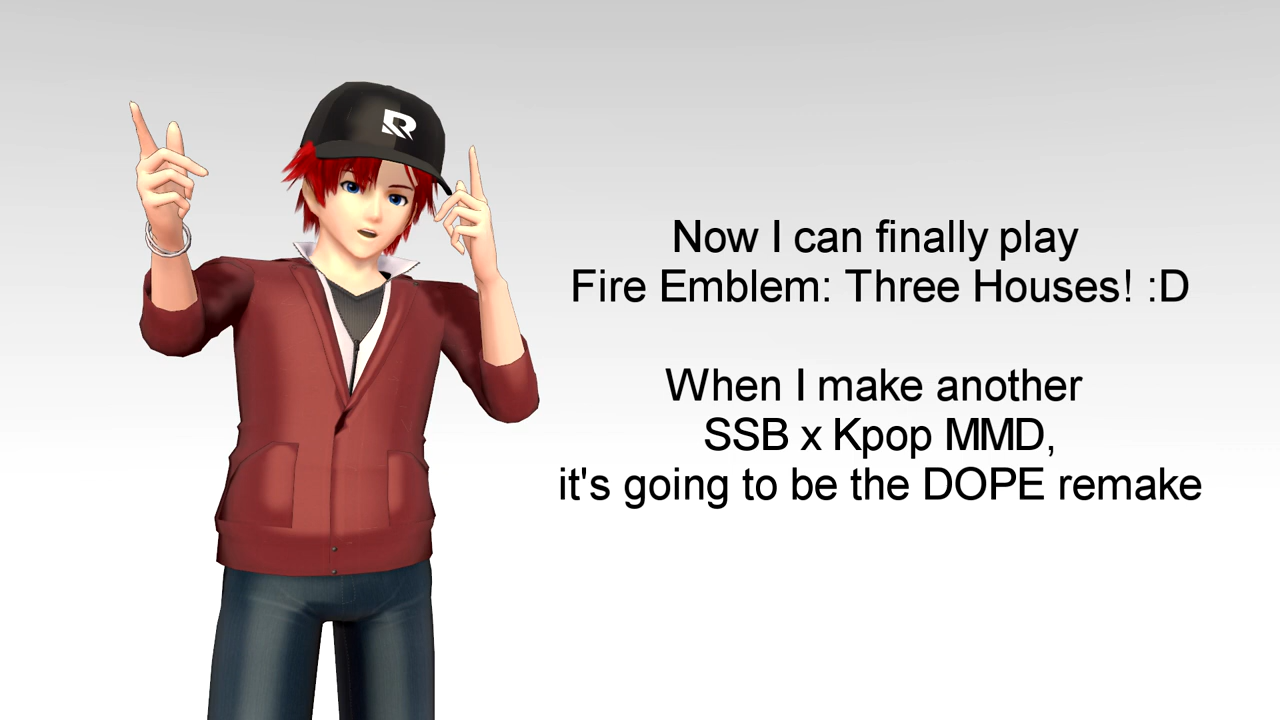 R
Now I can finally play
Fire Emblem: Three Houses! :D
When I make another
SSB x Kpop MMD,
it's going to be the DOPE remake